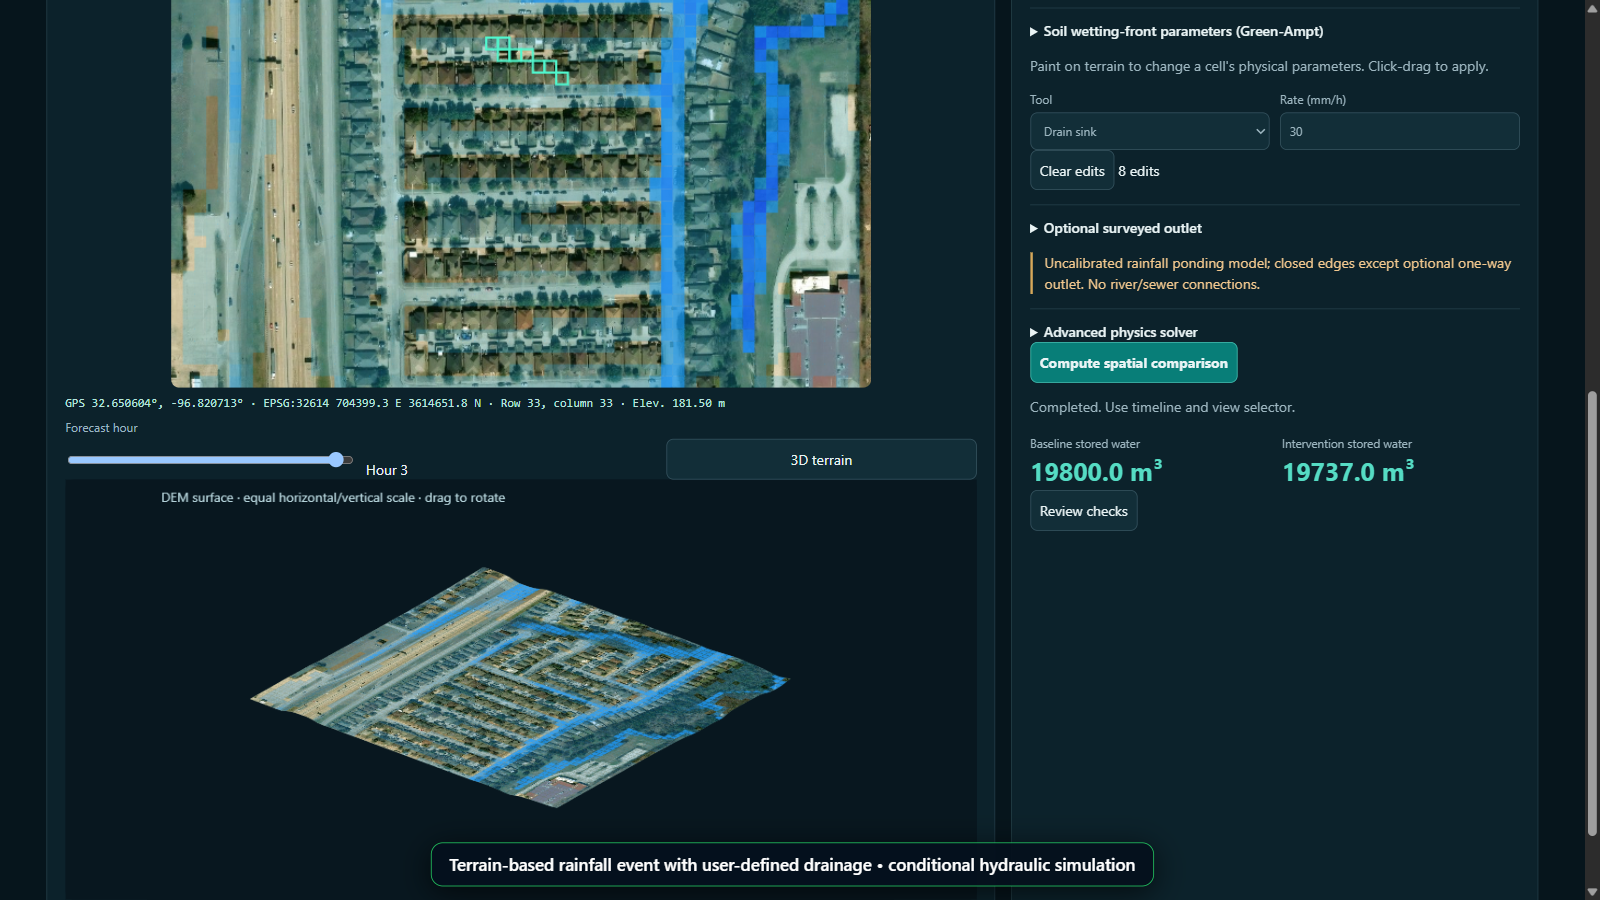 GPS 32.650604°, -96.820713° · EPSG:32614 704399.3 E 3614651.8 N · Row 33, column 33 · Elev. 181.50 m
Forecast hour
Hour 3
3D terrain
DEM surface · equal horizontal/vertical scale · drag to rotate
▶ Soil wetting-front parameters (Green-Ampt)
Paint on terrain to change a cell's physical parameters. Click-drag to apply.
Tool
Rate (mm/h)
Drain sink
30
Clear edits
8 edits
▶ Optional surveyed outlet
Uncalibrated rainfall ponding model; closed edges except optional one-way
outlet. No river/sewer connections.
▶ Advanced physics solver
Compute spatial comparison
Completed. Use timeline and view selector.
Baseline stored water
Intervention stored water
19800.0 m³
19737.0 m³
Review checks
Terrain-based rainfall event with user-defined drainage • conditional hydraulic simulation